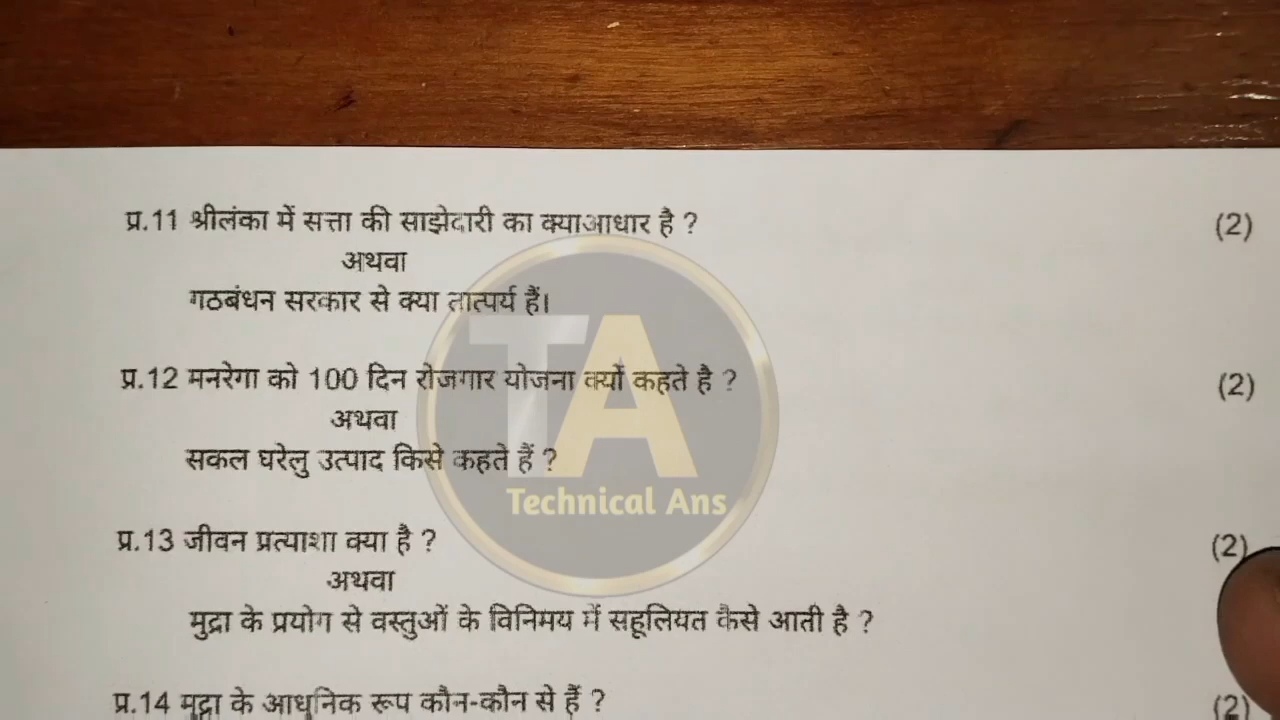 प्र.11 श्रीलंका में सत्ता की साझेदारी का क्याआधार है ? (2)
अथवा
गठबंधन सरकार से क्या तात्पर्य हैं।
प्र.12 मनरेगा को 100 दिन रोजगार योजना क्यों कहते है ? (2)
अथवा
सकल घरेलु उत्पाद किसे कहते हैं ?
प्र.13 जीवन प्रत्याशा क्या है ? (2)
अथवा
मुद्रा के प्रयोग से वस्तुओं के विनिमय में सहूलियत कैसे आती है ?
प्र.14 मुद्रा के आधुनिक रूप कौन-कौन से हैं ? (2)
TA
Technical Ans